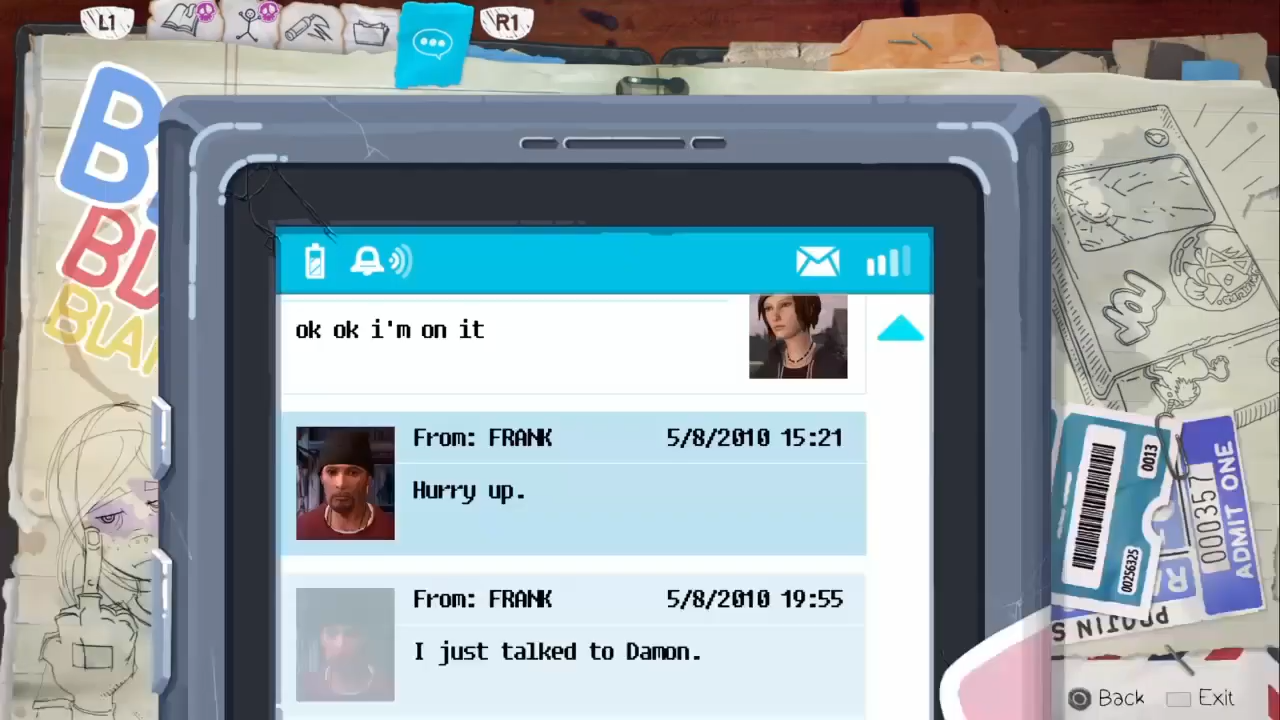 L1
R1
ok ok i'm on it
From: FRANK 5/8/2010 15:21
Hurry up.
From: FRANK 5/8/2010 19:55
I just talked to Damon.
0013
00256325
000357
ADMIT ONE
Back
Exit